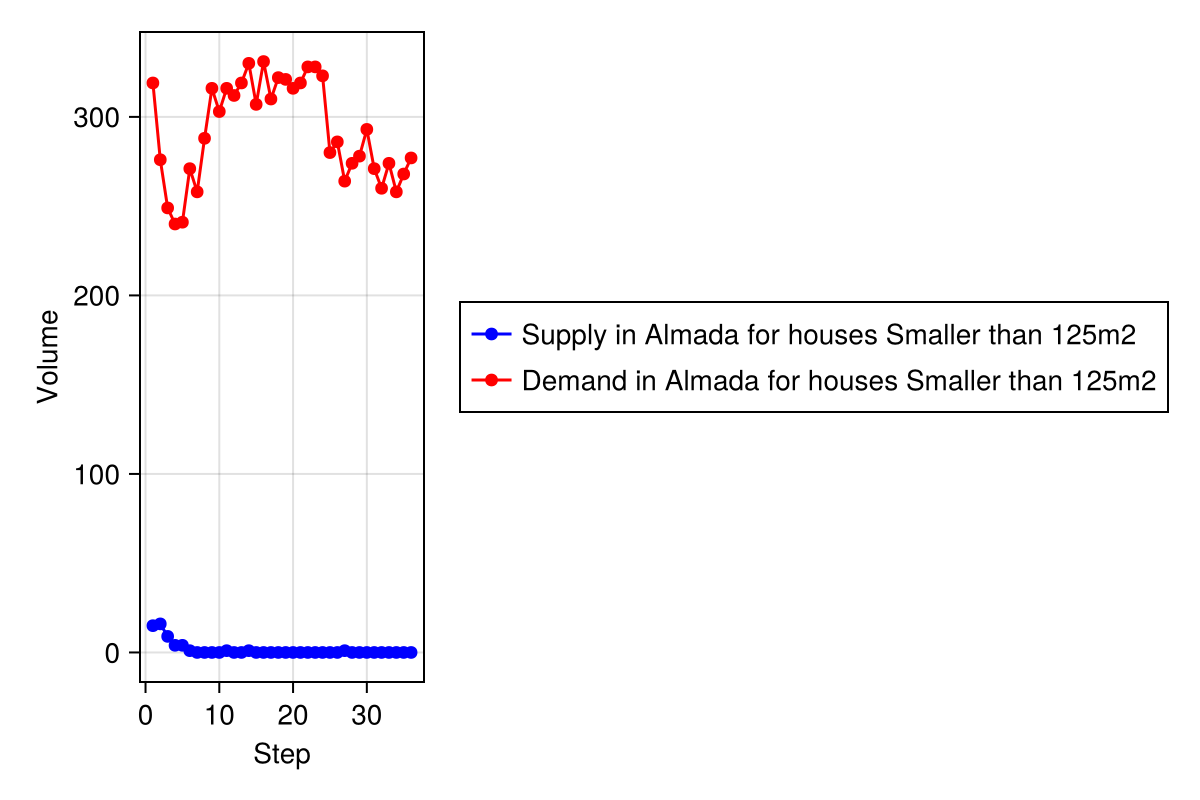 300
200
100
0
Volume
0 10 20 30
Step
Supply in Almada for houses Smaller than 125m2
Demand in Almada for houses Smaller than 125m2